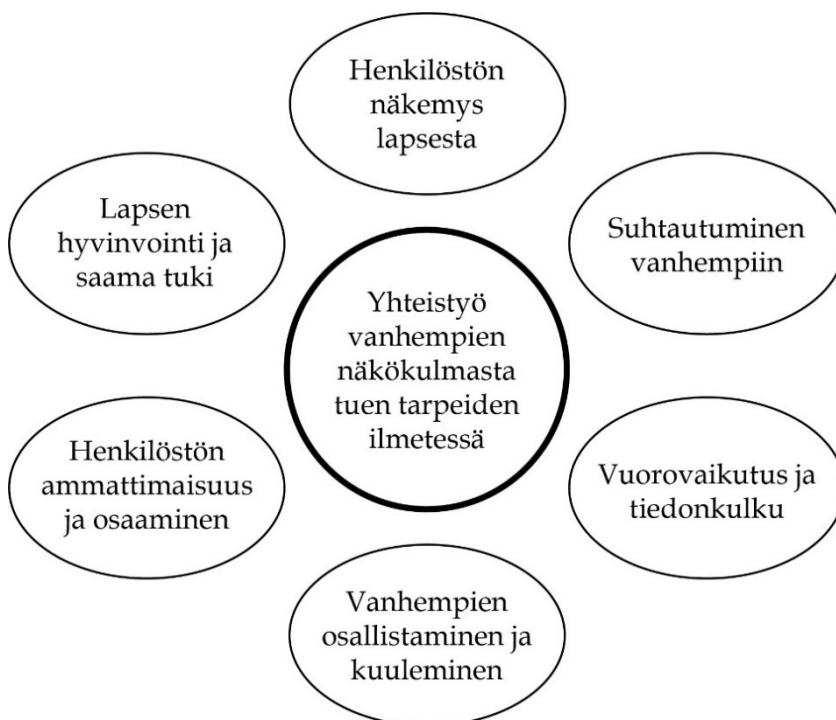 Henkilöstön
näkemys
lapsesta
Lapsen
hyvinvointi ja
saama tuki
Suhtautuminen
vanhempiin
Yhteistyö
vanhempien
näkökulmasta
tuen tarpeiden
ilmetessä
Henkilöstön
ammattimaisuus
ja osaaminen
Vuorovaikutus ja
tiedonkulku
Vanhempien
osallistaminen ja
kuuleminen